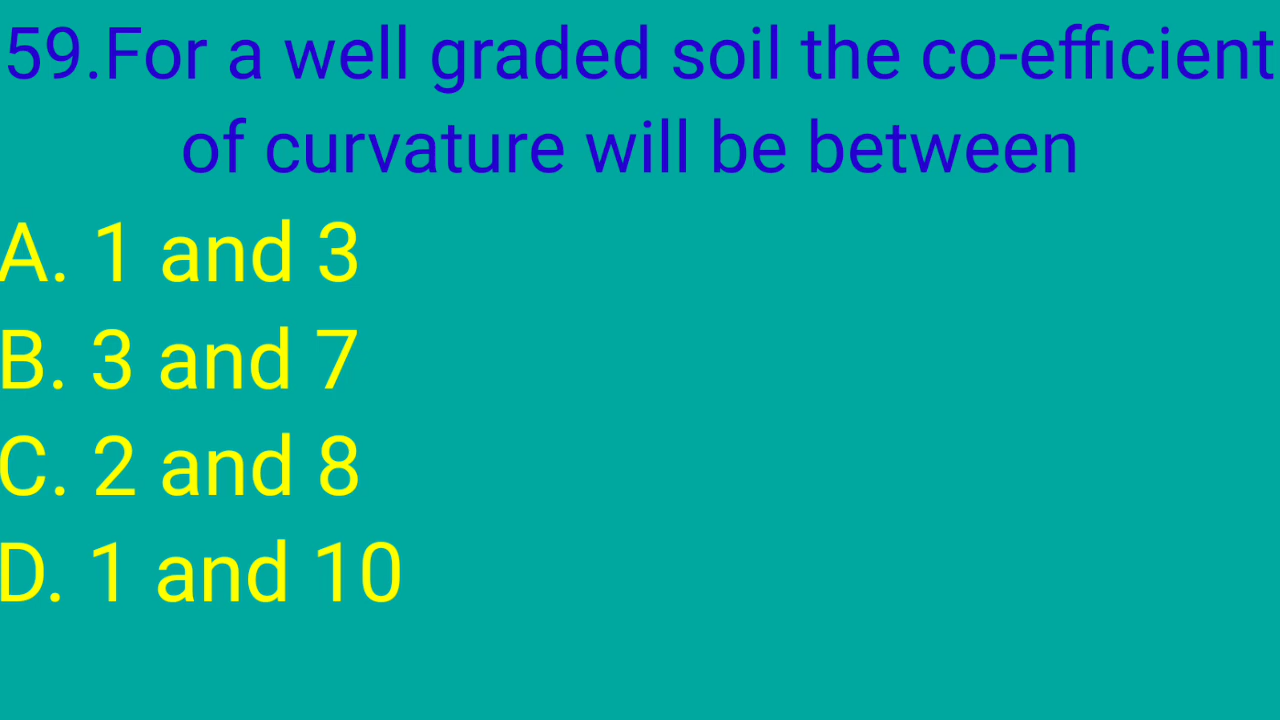 59.For a well graded soil the co-efficient
of curvature will be between
A. 1 and 3
B. 3 and 7
C. 2 and 8
D. 1 and 10